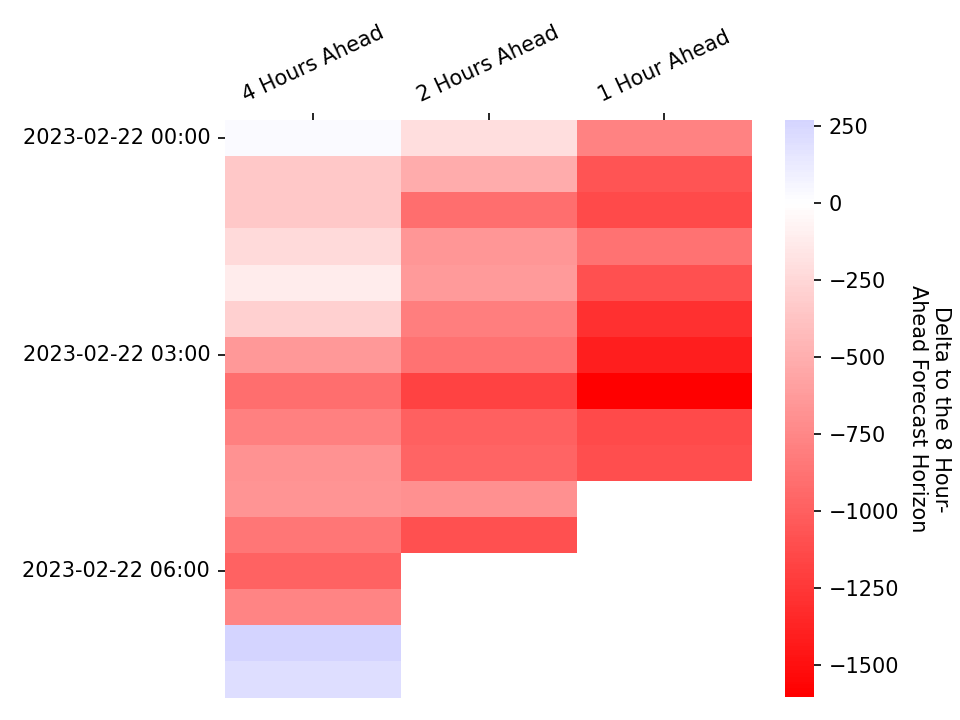 4 Hours Ahead
2 Hours Ahead
1 Hour Ahead
2023-02-22 00:00
2023-02-22 03:00
2023-02-22 06:00
250
0
−250
−500
−750
−1000
−1250
−1500
Delta to the 8 Hour-
Ahead Forecast Horizon